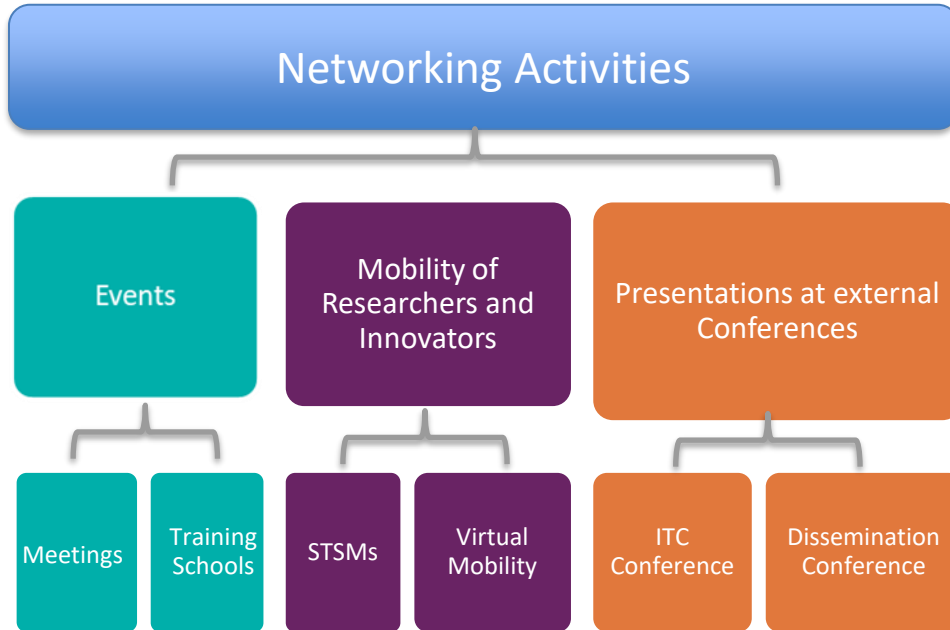 Networking Activities
Events
Mobility of
Researchers and
Innovators
Presentations at external
Conferences
Meetings
Training
Schools
STSMs
Virtual
Mobility
ITC
Conference
Dissemination
Conference